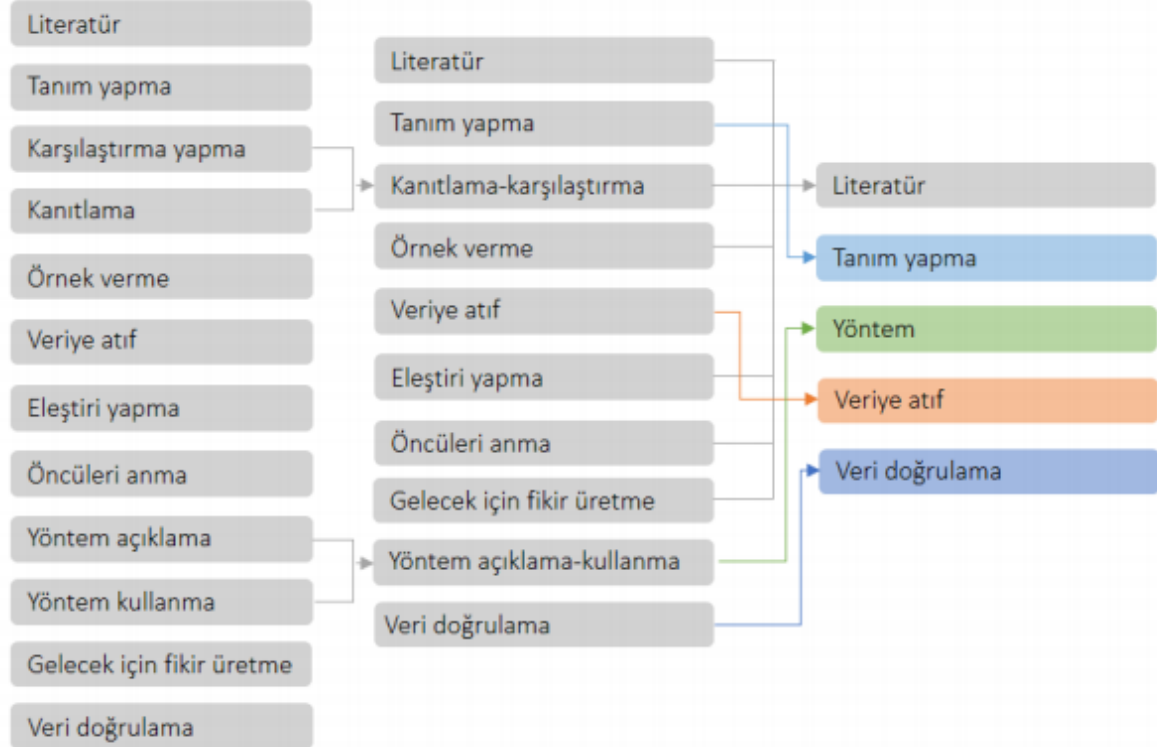 Literatür
Tanım yapma
Karşılaştırma yapma
Kanıtlama
Örnek verme
Veriye atıf
Eleştiri yapma
Öncüleri anma
Yöntem açıklama
Yöntem kullanma
Gelecek için fikir üretme
Veri doğrulama
Literatür
Tanım yapma
Kanıtlama-karşılaştırma
Örnek verme
Veriye atıf
Eleştiri yapma
Öncüleri anma
Gelecek için fikir üretme
Yöntem açıklama-kullanma
Veri doğrulama
Literatür
Tanım yapma
Yöntem
Veriye atıf
Veri doğrulama